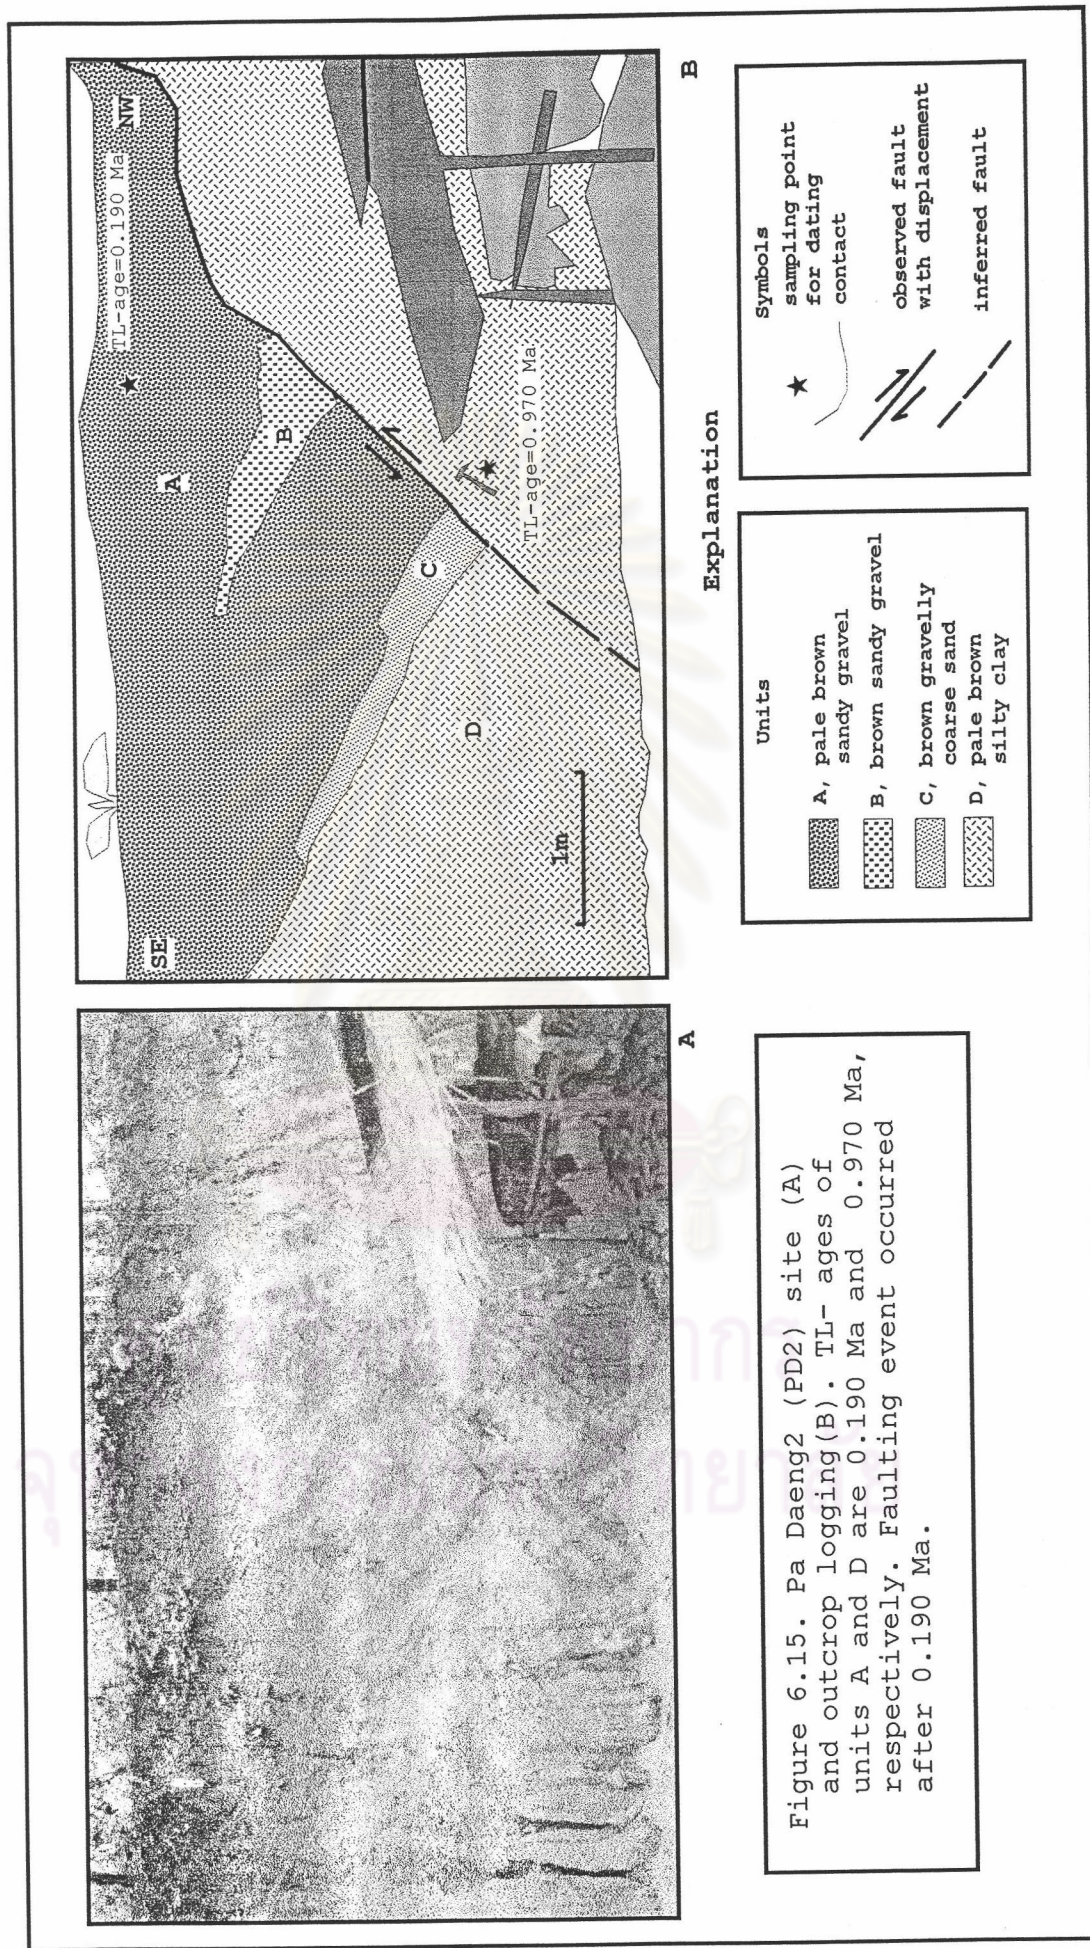 A
SE
NW
TL-age=0.190 Ma
A
B
C
D
TL-age=0.970 Ma
1m
B
Explanation
Units
A, pale brown
sandy gravel
B, brown sandy gravel
C, brown gravelly
coarse sand
D, pale brown
silty clay
Symbols
sampling point
for dating
contact
observed fault
with displacement
inferred fault
Figure 6.15. Pa Daeng2 (PD2) site (A)
and outcrop logging(B). TL- ages of
units A and D are 0.190 Ma and 0.970 Ma,
respectively. Faulting event occurred
after 0.190 Ma.